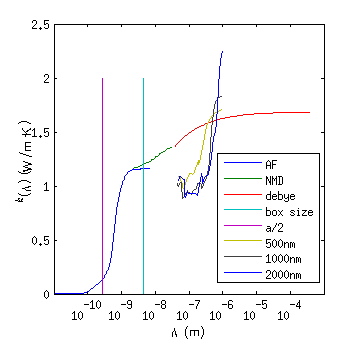 2.5
2
1.5
1
0.5
0
k(Λ) (W/m-K)
10^-10 10^-9 10^-8 10^-7 10^-6 10^-5 10^-4
Λ (m)
AF
NMD
debye
box size
a/2
500nm
1000nm
2000nm